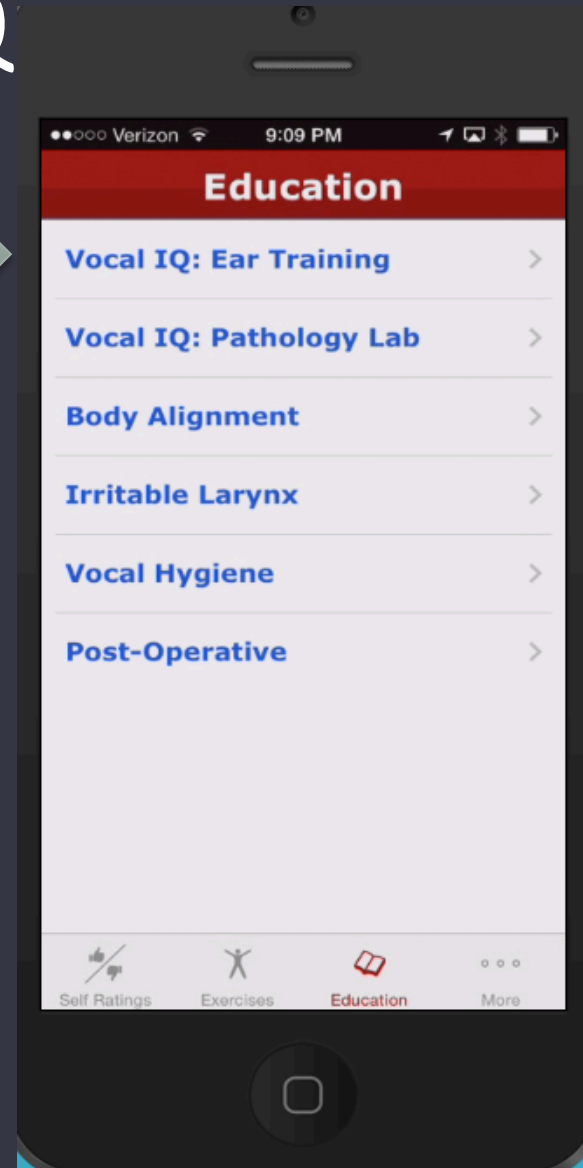 Q
Verizon 9:09 PM
Education
Vocal IQ: Ear Training
Vocal IQ: Pathology Lab
Body Alignment
Irritable Larynx
Vocal Hygiene
Post-Operative
Self Ratings Exercises Education More